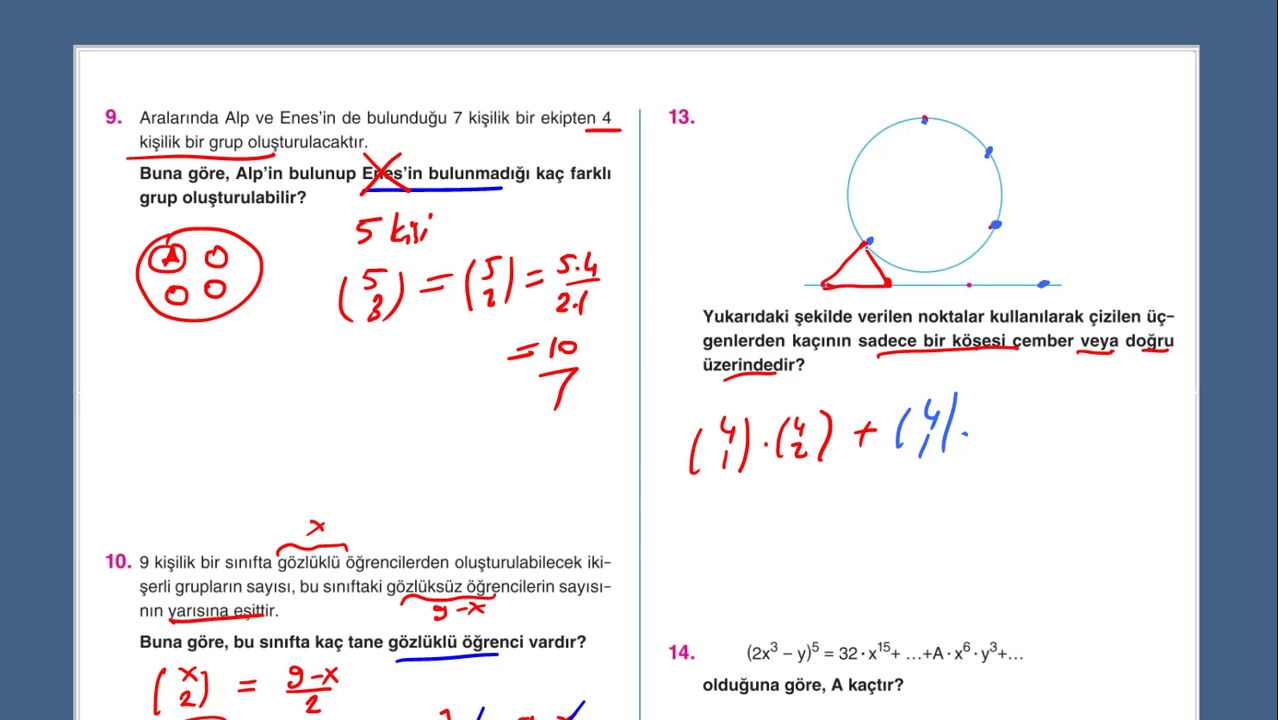 9. Aralarında Alp ve Enes'in de bulunduğu 7 kişilik bir ekipten 4
kişilik bir grup oluşturulacaktır.
Buna göre, Alp'in bulunup Enes'in bulunmadığı kaç farklı
grup oluşturulabilir?
A
5 kişi
(5 3) = (5 2) = 5.4/2.1
= 10
10. 9 kişilik bir sınıfta gözlüklü öğrencilerden oluşturulabilecek iki-
x
şerli grupların sayısı, bu sınıftaki gözlüksüz öğrencilerin sayısı-
nın yarısına eşittir.
9-x
Buna göre, bu sınıfta kaç tane gözlüklü öğrenci vardır?
(x 2) = 9-x/2
13.
Yukarıdaki şekilde verilen noktalar kullanılarak çizilen üç-
genlerden kaçının sadece bir köşesi çember veya doğru
üzerindedir?
(4 1) . (4 2) + (4 1) .
14. (2x³ – y)⁵ = 32 · x¹⁵+ …+A · x⁶ · y³+…
olduğuna göre, A kaçtır?